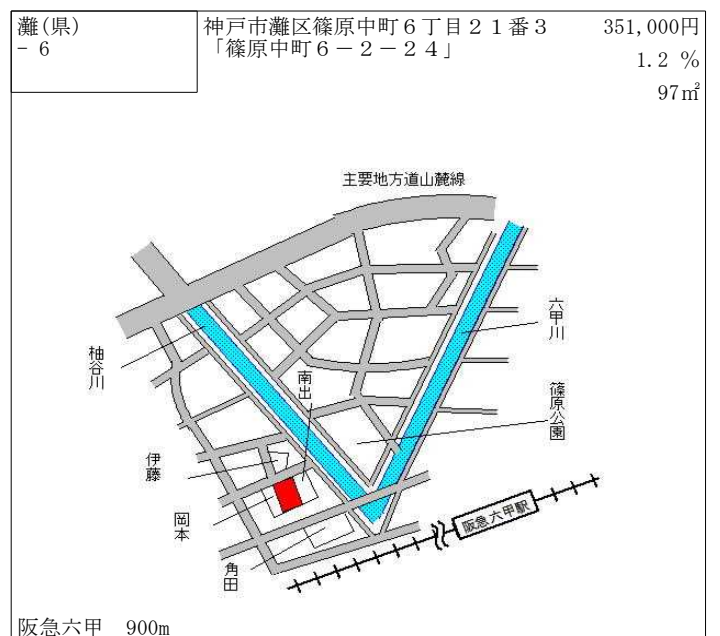 灘(県)
- 6
神戸市灘区篠原中町６丁目２１番３
「篠原中町６－２－２４」
351,000円
1.2 %
97㎡
主要地方道山麓線
六甲川
柚谷川
南出
篠原公園
伊藤
岡本
角田
阪急六甲駅
阪急六甲　900m